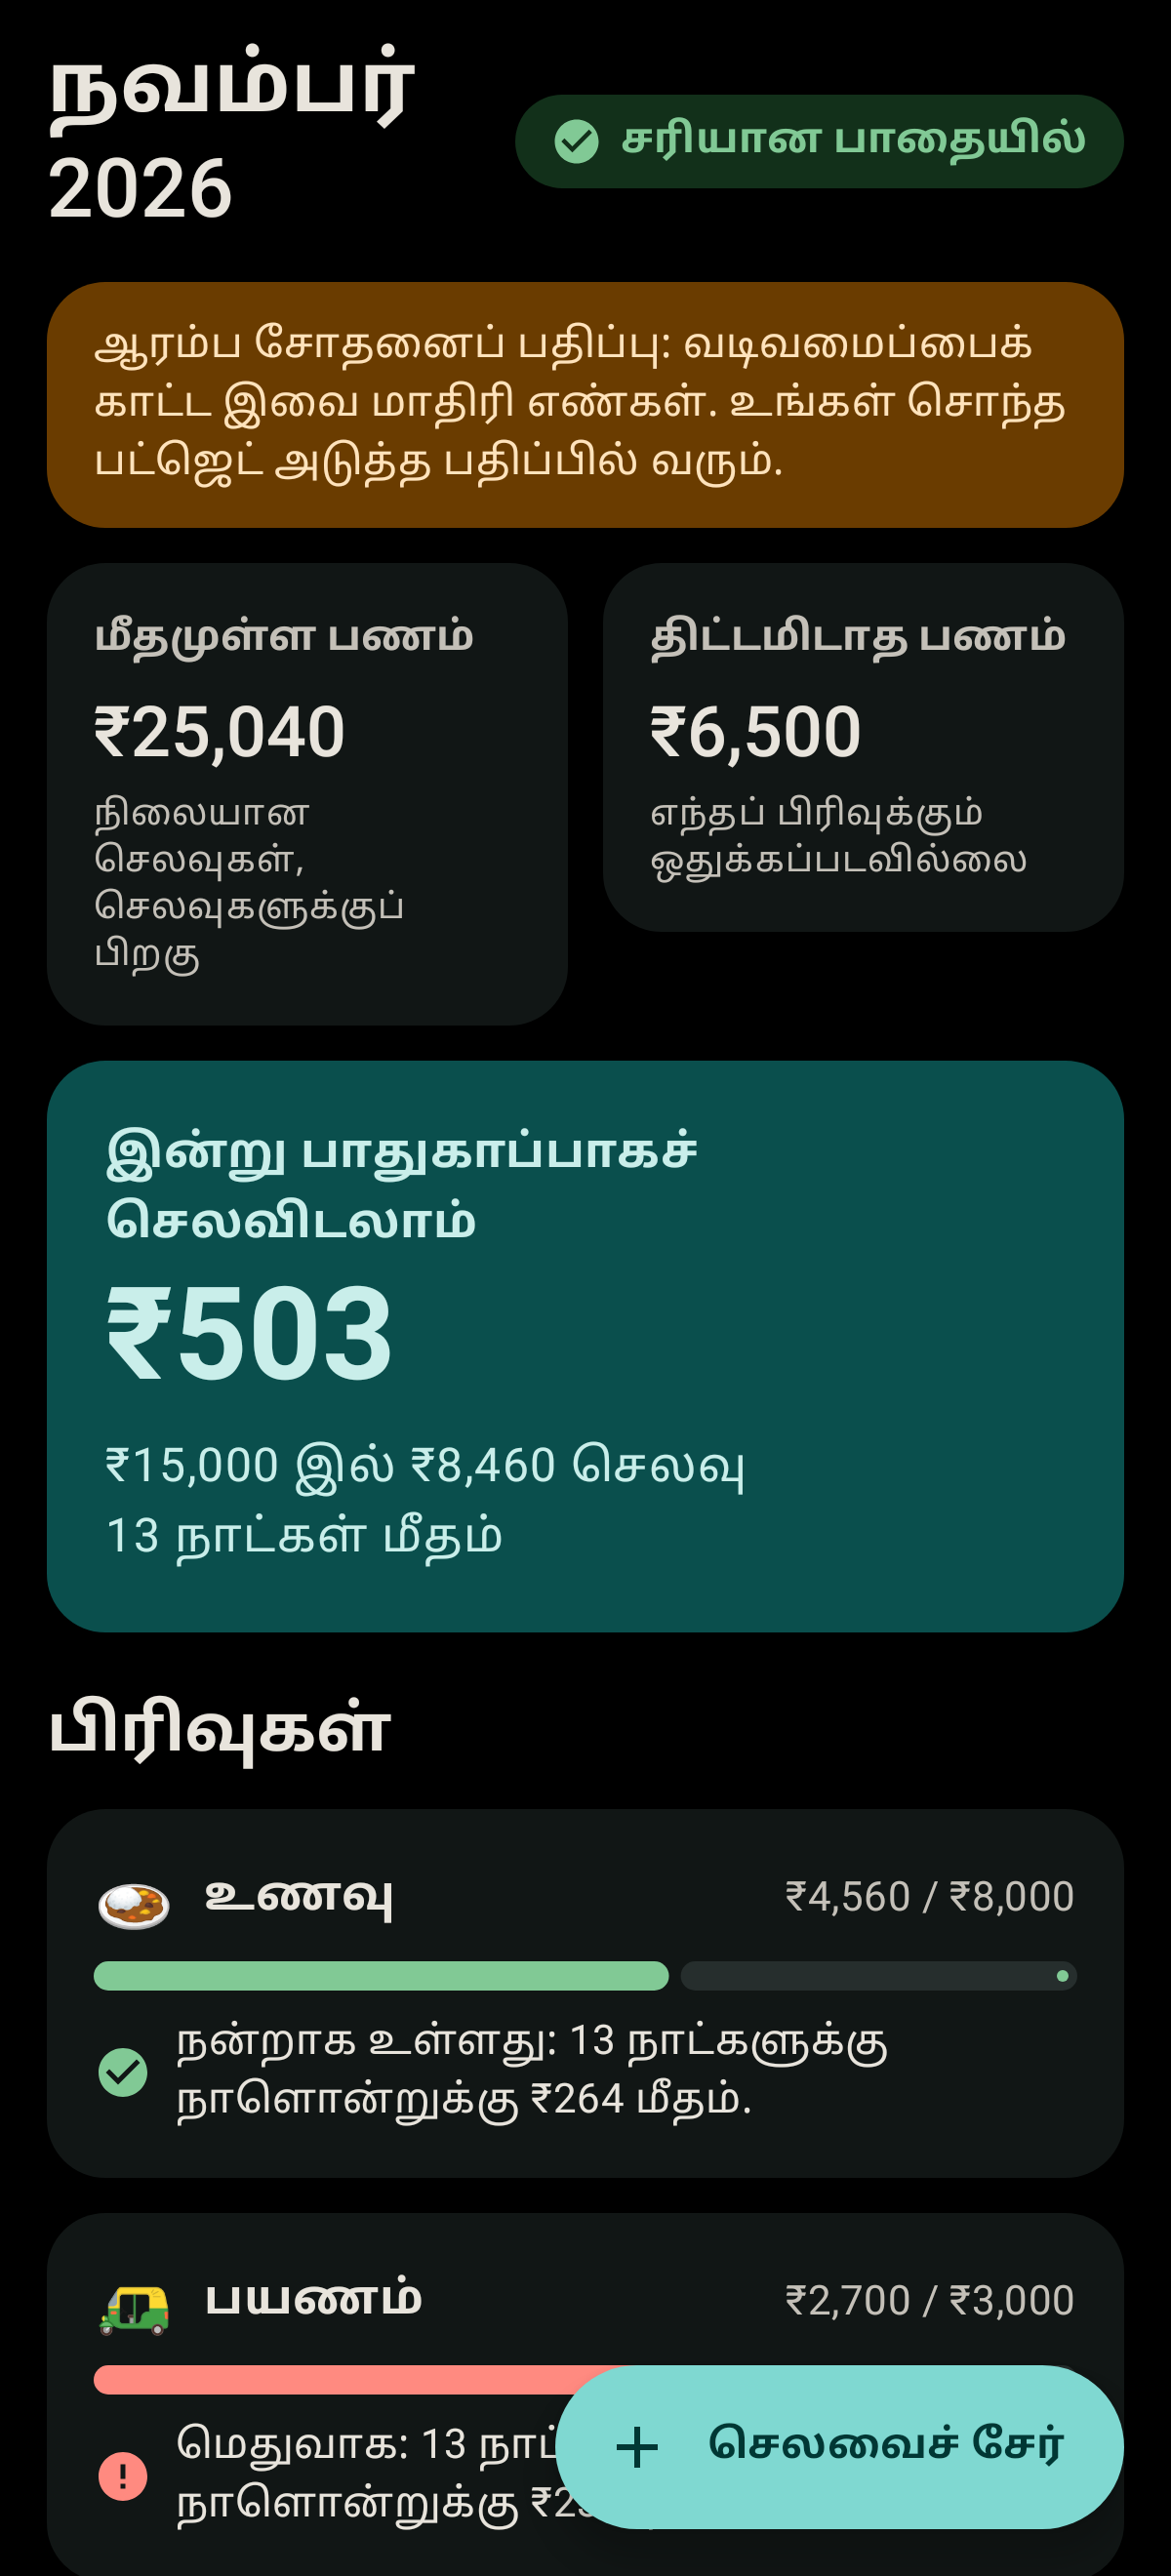 நவம்பர்
2026
சரியான பாதையில்
ஆரம்ப சோதனைப் பதிப்பு: வடிவமைப்பைக்
காட்ட இவை மாதிரி எண்கள். உங்கள் சொந்த
பட்ஜெட் அடுத்த பதிப்பில் வரும்.
மீதமுள்ள பணம்
₹25,040
நிலையான
செலவுகள்,
செலவுகளுக்குப்
பிறகு
திட்டமிடாத பணம்
₹6,500
எந்தப் பிரிவுக்கும்
ஒதுக்கப்படவில்லை
இன்று பாதுகாப்பாகச்
செலவிடலாம்
₹503
₹15,000 இல் ₹8,460 செலவு
13 நாட்கள் மீதம்
பிரிவுகள்
உணவு
₹4,560 / ₹8,000
நன்றாக உள்ளது: 13 நாட்களுக்கு
நாளொன்றுக்கு ₹264 மீதம்.
பயணம்
₹2,700 / ₹3,000
மெதுவாக: 13
நாளொன்றுக்கு
செலவைச் சேர்